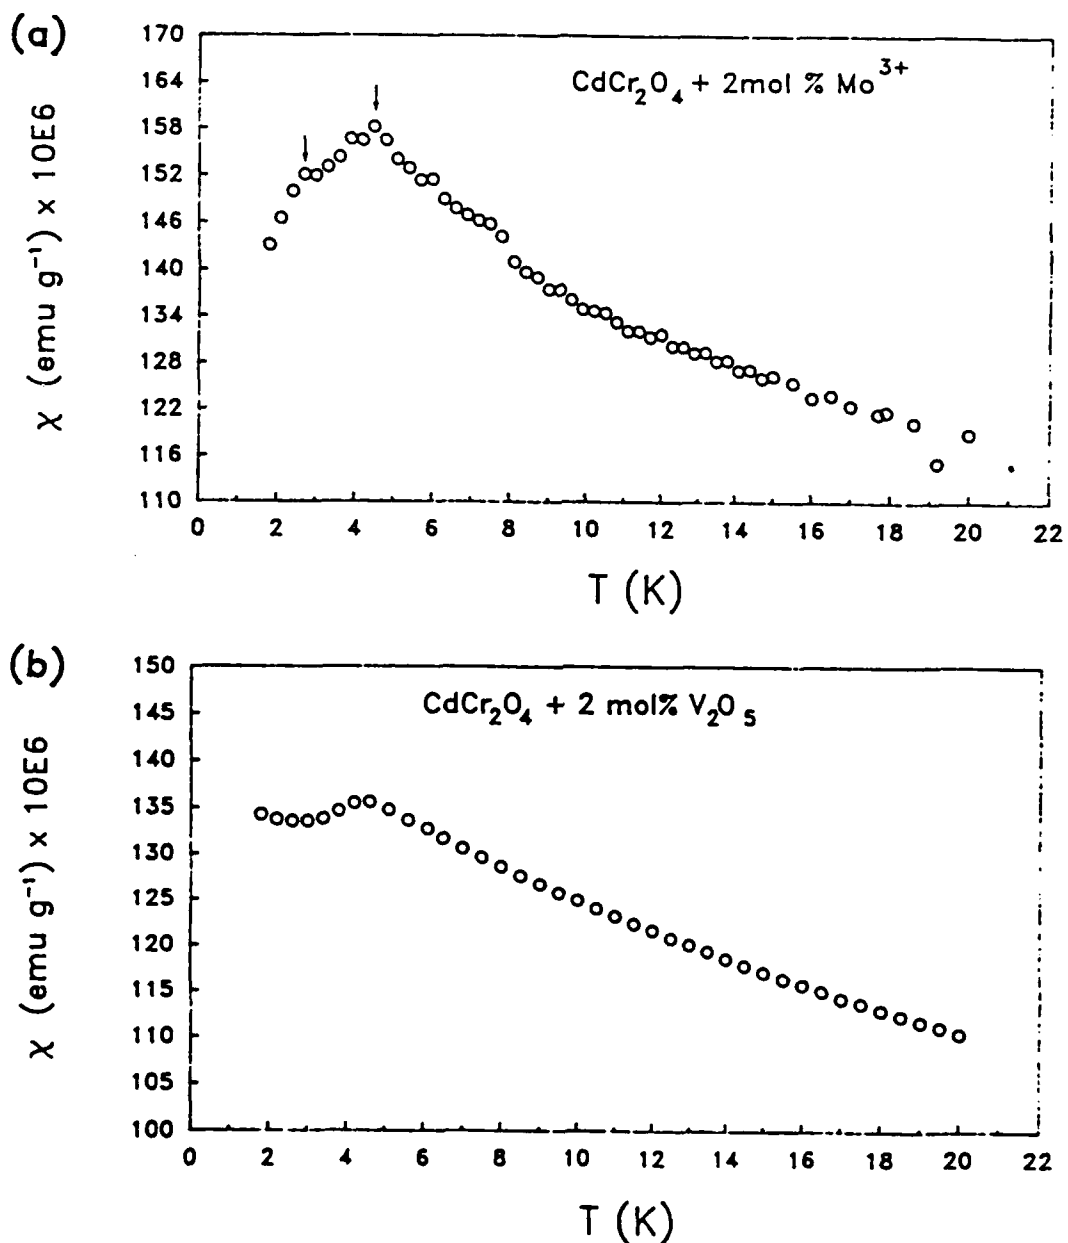 (a)
170
164
158
152
146
140
134
128
122
116
110
χ (emu g⁻¹) x 10E6
CdCr₂O₄ + 2mol % Mo³⁺
0 2 4 6 8 10 12 14 16 18 20 22
T (K)
(b)
150
145
140
135
130
125
120
115
110
105
100
χ (emu g⁻¹) x 10E6
CdCr₂O₄ + 2 mol% V₂O₅
0 2 4 6 8 10 12 14 16 18 20 22
T (K)